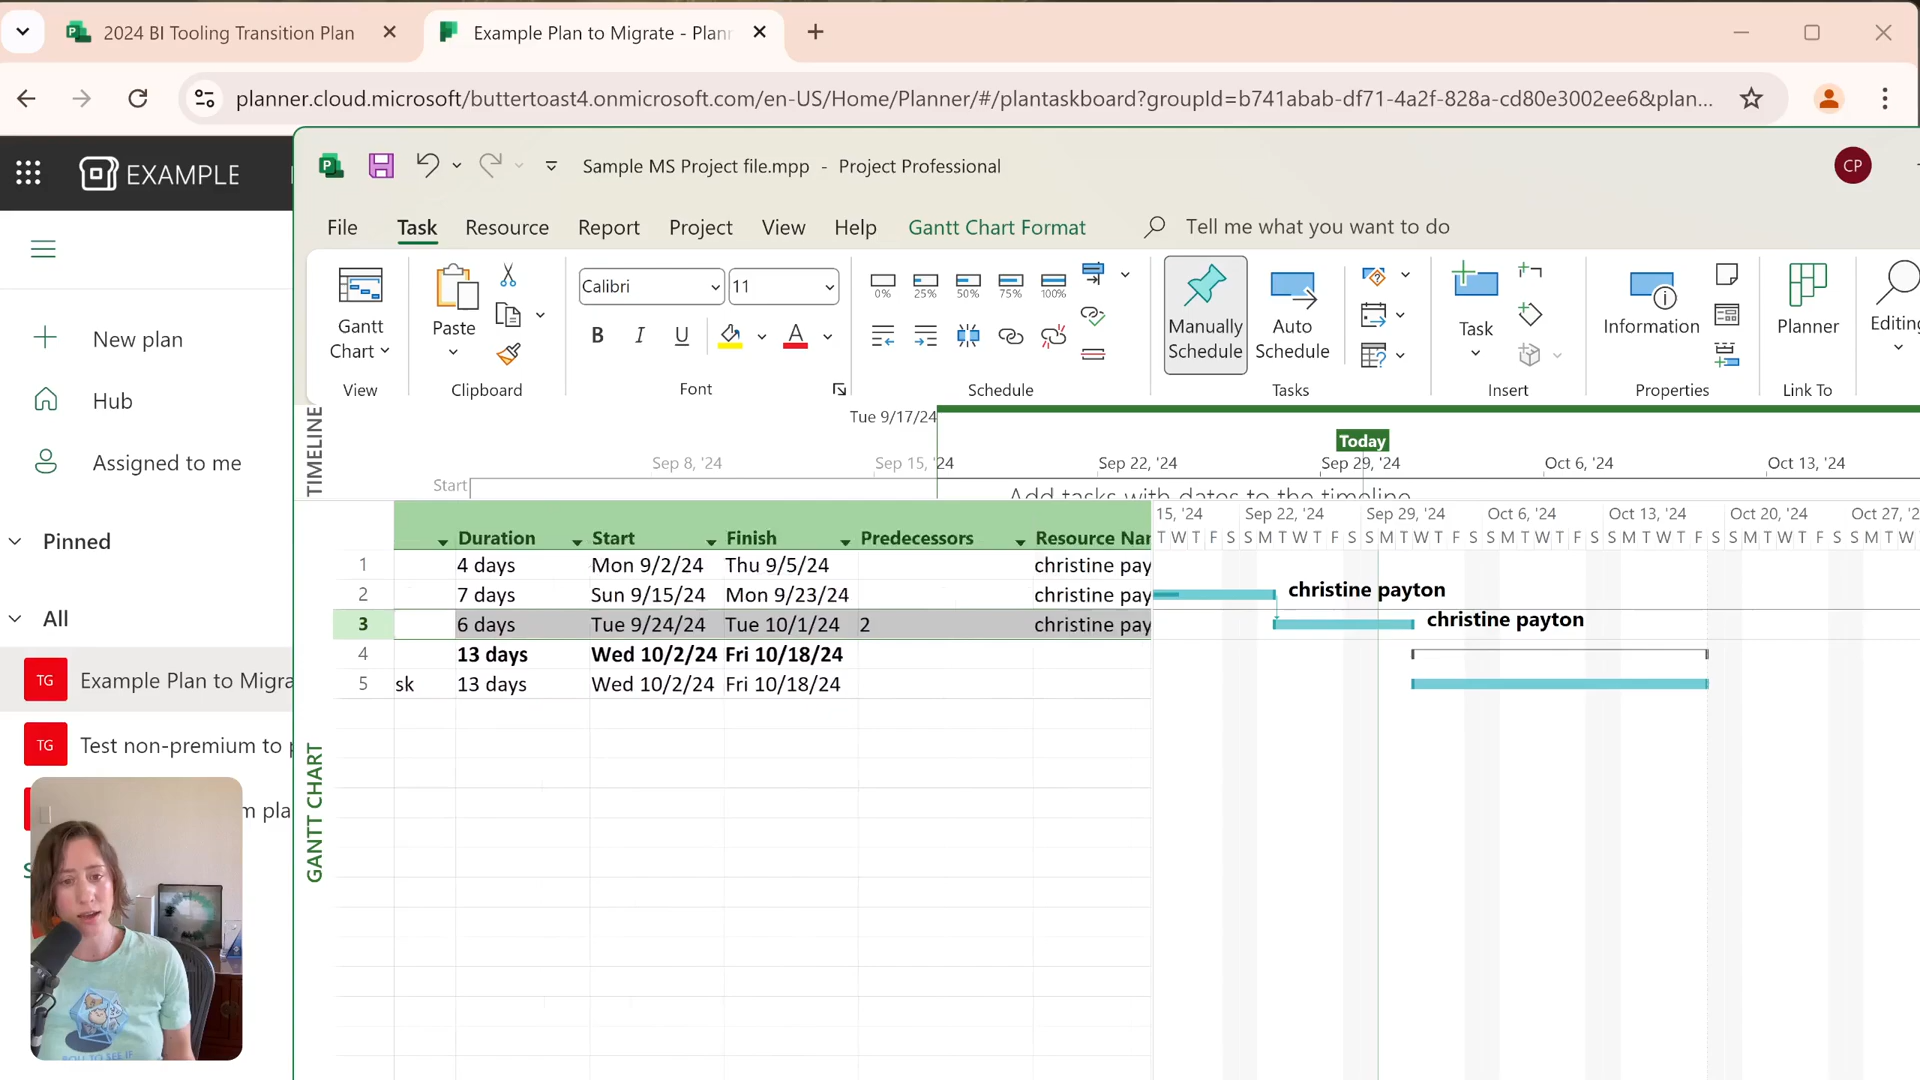 2024 BI Tooling Transition Plan
Example Plan to Migrate - Plann
planner.cloud.microsoft/buttertoast4.onmicrosoft.com/en-US/Home/Planner/#/plantaskboard?groupId=b741abab-df71-4a2f-828a-cd80e3002ee6&plan...
EXAMPLE
Sample MS Project file.mpp - Project Professional
CP
File Task Resource Report Project View Help Gantt Chart Format Tell me what you want to do
New plan
Hub
Assigned to me
Pinned
All
TG Example Plan to Migra
TG Test non-premium to p
m pla
Gantt Chart
View
Paste
Clipboard
Calibri 11
B I U A
Font
0% 25% 50% 75% 100%
Schedule
Manually Schedule
Auto Schedule
Tasks
Task
Insert
Information
Properties
Planner
Link To
Editing
TIMELINE
Tue 9/17/24
Today
Sep 8, '24 Sep 15, '24 Sep 22, '24 Sep 29, '24 Oct 6, '24 Oct 13, '24
Start
Add tasks with dates to the timeline
GANTT CHART
Duration Start Finish Predecessors Resource Nar
15, '24 Sep 22, '24 Sep 29, '24 Oct 6, '24 Oct 13, '24 Oct 20, '24 Oct 27, '2
T W T F S S M T W T F S S M T W T F S S M T W T F S S M T W T F S S M T W T F S S M T W
1 4 days Mon 9/2/24 Thu 9/5/24 christine pay
2 7 days Sun 9/15/24 Mon 9/23/24 christine pay
3 6 days Tue 9/24/24 Tue 10/1/24 2 christine pay
4 13 days Wed 10/2/24 Fri 10/18/24
5 sk 13 days Wed 10/2/24 Fri 10/18/24
christine payton
christine payton